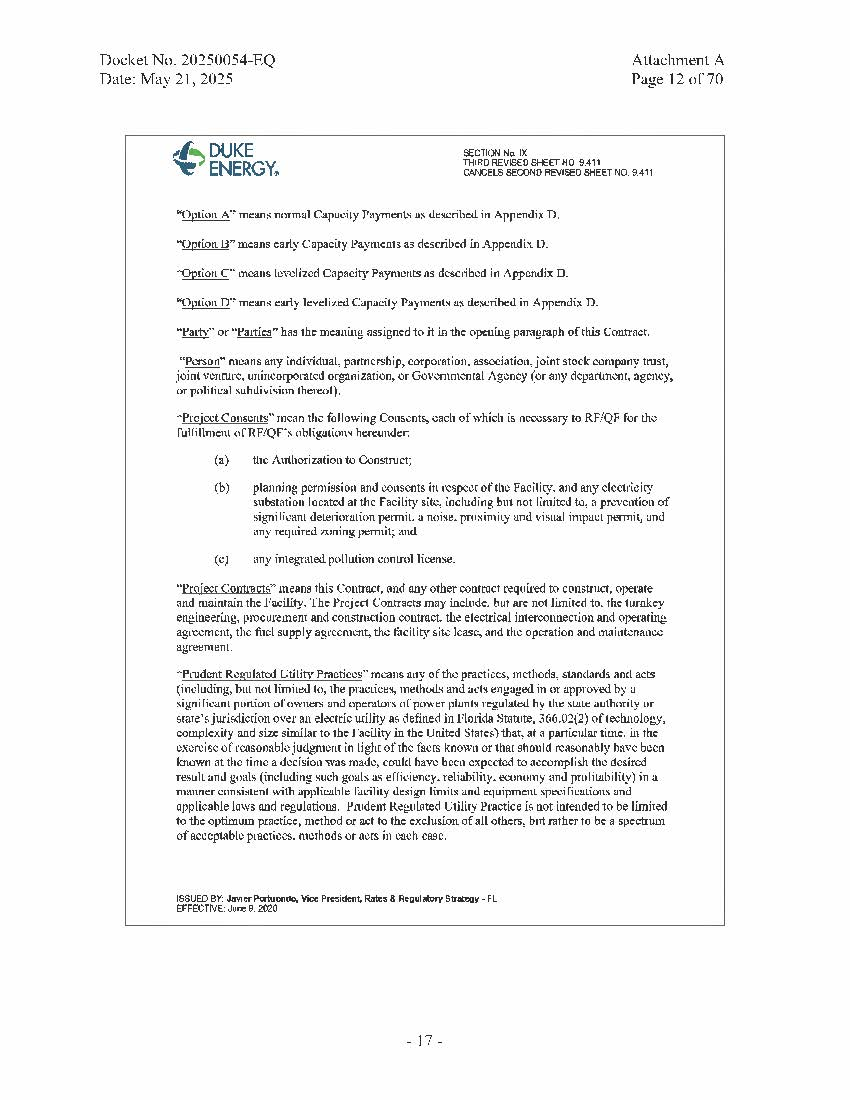 Docket No. 20250054-EQ
Date: May 21, 2025
Attachment A
Page 12 of 70
DUKE
ENERGY®
SECTION No. IX
THIRD REVISED SHEET NO. 9.411
CANCELS SECOND REVISED SHEET NO. 9.411
“Option A” means normal Capacity Payments as described in Appendix D.
“Option B” means early Capacity Payments as described in Appendix D.
“Option C” means levelized Capacity Payments as described in Appendix D.
“Option D” means early levelized Capacity Payments as described in Appendix D.
“Party” or “Parties” has the meaning assigned to it in the opening paragraph of this Contract.
“Person” means any individual, partnership, corporation, association, joint stock company trust,
joint venture, unincorporated organization, or Governmental Agency (or any department, agency,
or political subdivision thereof).
“Project Consents” mean the following Consents, each of which is necessary to RF/QF for the
fulfillment of RF/QF’s obligations hereunder:
(a) the Authorization to Construct;
(b) planning permission and consents in respect of the Facility, and any electricity
substation located at the Facility site, including but not limited to, a prevention of
significant deterioration permit, a noise, proximity and visual impact permit, and
any required zoning permit; and
(c) any integrated pollution control license.
“Project Contracts” means this Contract, and any other contract required to construct, operate
and maintain the Facility. The Project Contracts may include, but are not limited to, the turnkey
engineering, procurement and construction contract, the electrical interconnection and operating
agreement, the fuel supply agreement, the facility site lease, and the operation and maintenance
agreement.
“Prudent Regulated Utility Practices” means any of the practices, methods, standards and acts
(including, but not limited to, the practices, methods and acts engaged in or approved by a
significant portion of owners and operators of power plants regulated by the state authority or
state’s jurisdiction over an electric utility as defined in Florida Statute, 366.02(2) of technology,
complexity and size similar to the Facility in the United States) that, at a particular time, in the
exercise of reasonable judgment in light of the facts known or that should reasonably have been
known at the time a decision was made, could have been expected to accomplish the desired
result and goals (including such goals as efficiency, reliability, economy and profitability) in a
manner consistent with applicable facility design limits and equipment specifications and
applicable laws and regulations. Prudent Regulated Utility Practice is not intended to be limited
to the optimum practice, method or act to the exclusion of all others, but rather to be a spectrum
of acceptable practices, methods or acts in each case.
ISSUED BY: Javier Portuondo, Vice President, Rates & Regulatory Strategy - FL
EFFECTIVE: June 9, 2020
- 17 -